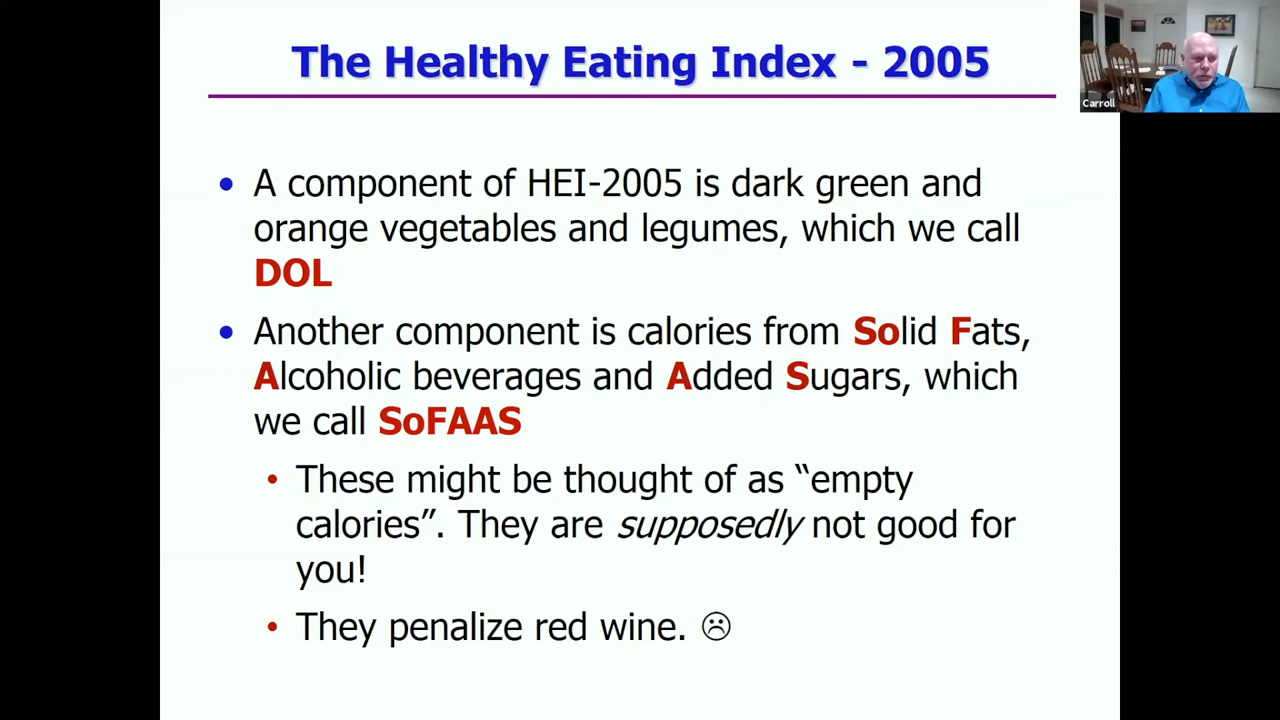 The Healthy Eating Index - 2005
Carroll
• A component of HEI-2005 is dark green and
orange vegetables and legumes, which we call
DOL
• Another component is calories from Solid Fats,
Alcoholic beverages and Added Sugars, which
we call SoFAAS
• These might be thought of as “empty
calories”. They are supposedly not good for
you!
• They penalize red wine. ☹